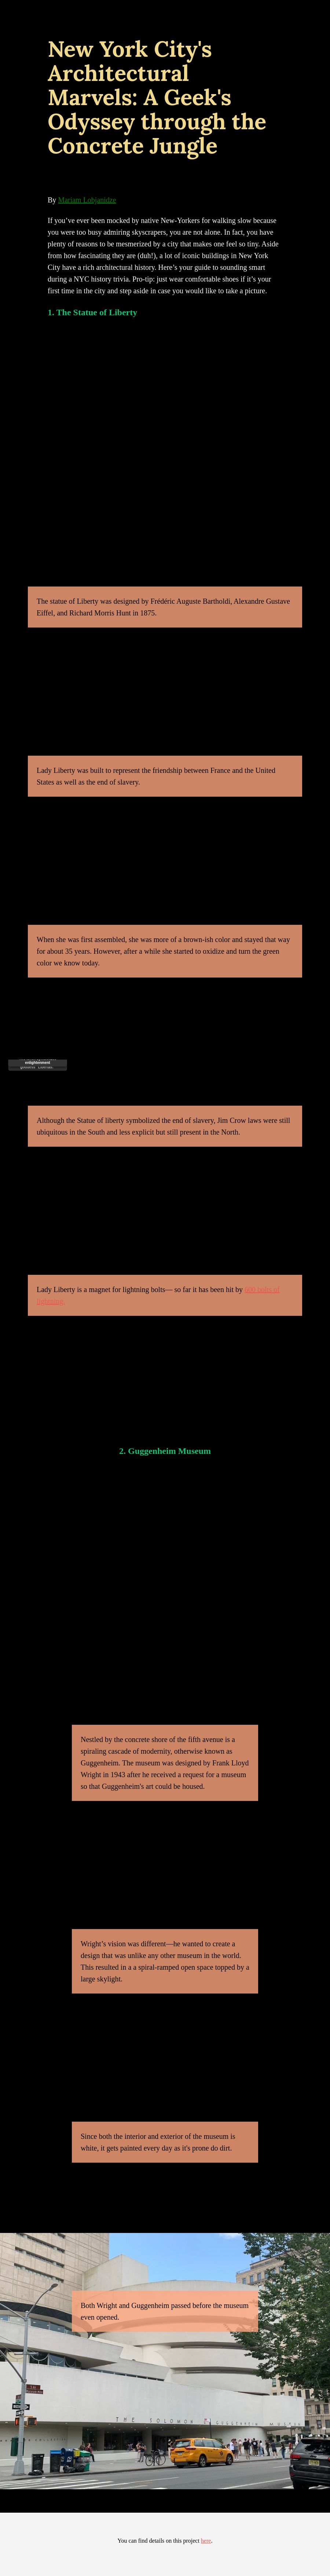 New York City's
Architectural
Marvels: A Geek's
Odyssey through the
Concrete Jungle
By Mariam Lobjanidze
If you’ve ever been mocked by native New-Yorkers for walking slow because
you were too busy admiring skyscrapers, you are not alone. In fact, you have
plenty of reasons to be mesmerized by a city that makes one feel so tiny. Aside
from how fascinating they are (duh!), a lot of iconic buildings in New York
City have a rich architectural history. Here’s your guide to sounding smart
during a NYC history trivia. Pro-tip: just wear comfortable shoes if it’s your
first time in the city and step aside in case you would like to take a picture.
1. The Statue of Liberty
The statue of Liberty was designed by Frédéric Auguste Bartholdi, Alexandre Gustave
Eiffel, and Richard Morris Hunt in 1875.
Lady Liberty was built to represent the friendship between France and the United
States as well as the end of slavery.
When she was first assembled, she was more of a brown-ish color and stayed that way
for about 35 years. However, after a while she started to oxidize and turn the green
color we know today.
enlightenment
Although the Statue of liberty symbolized the end of slavery, Jim Crow laws were still
ubiquitous in the South and less explicit but still present in the North.
Lady Liberty is a magnet for lightning bolts— so far it has been hit by 600 bolts of
lightning
2. Guggenheim Museum
Nestled by the concrete shore of the fifth avenue is a
spiraling cascade of modernity, otherwise known as
Guggenheim. The museum was designed by Frank Lloyd
Wright in 1943 after he received a request for a museum
so that Guggenheim's art could be housed.
Wright’s vision was different—he wanted to create a
design that was unlike any other museum in the world.
This resulted in a a spiral-ramped open space topped by a
large skylight.
Since both the interior and exterior of the museum is
white, it gets painted every day as it's prone do dirt.
Both Wright and Guggenheim passed before the museum
even opened.
THE SOLOMON R. GUGGENHEIM MUSEUM
You can find details on this project here.